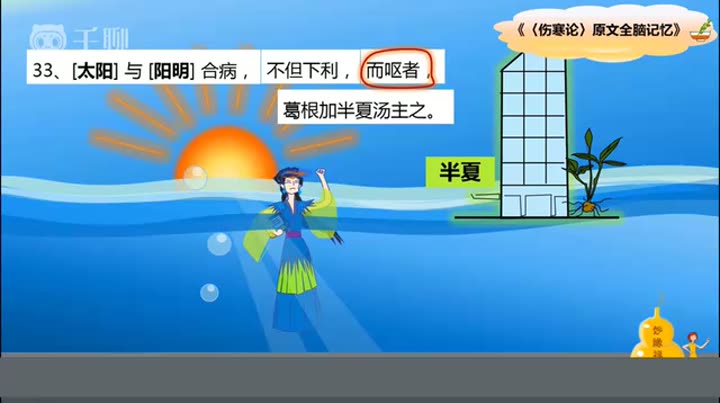 千聊
《〈伤寒论〉原文全脑记忆》
33、[太阳] 与 [阳明] 合病，不但下利，而呕者，
葛根加半夏汤主之。
半夏